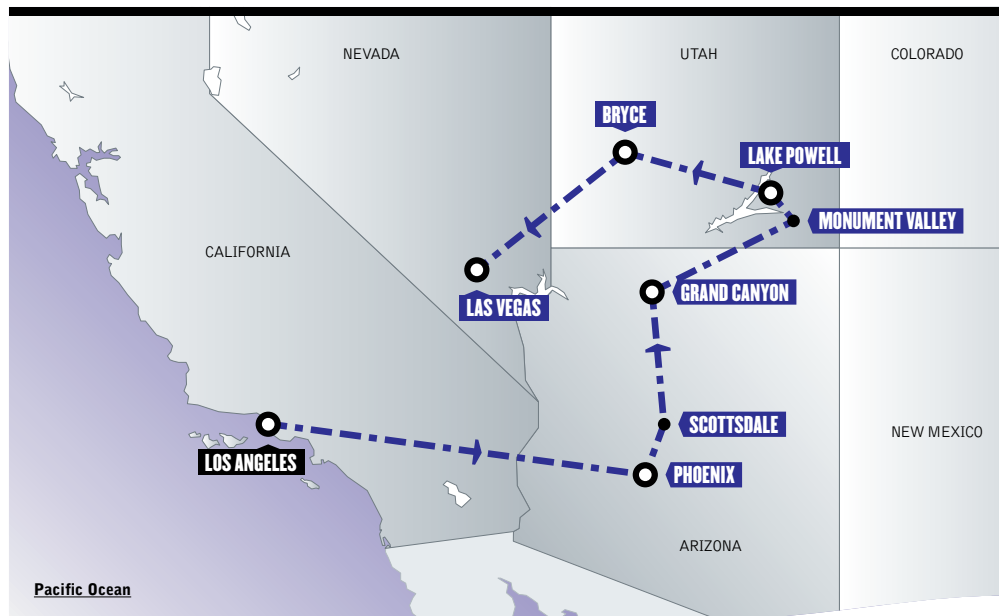 NEVADA
UTAH
COLORADO
BRYCE
LAKE POWELL
MONUMENT VALLEY
CALIFORNIA
GRAND CANYON
LAS VEGAS
SCOTTSDALE
NEW MEXICO
LOS ANGELES
PHOENIX
ARIZONA
Pacific Ocean